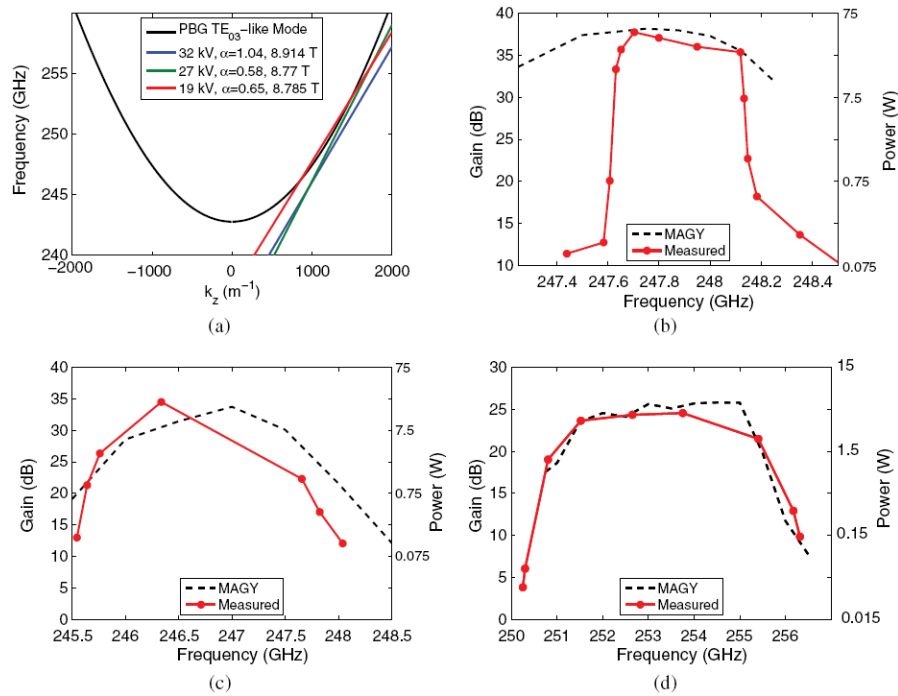 260
255
250
245
240
Frequency (GHz)
−2000
−1000
0
1000
2000
k_z (m⁻¹)
PBG TE₀₃−like Mode
32 kV, α=1.04, 8.914 T
27 kV, α=0.58, 8.77 T
19 kV, α=0.65, 8.785 T
(a)
40
35
30
25
20
15
10
Gain (dB)
75
7.5
0.75
0.075
Power (W)
MAGY
Measured
247.4
247.6
247.8
248
248.2
248.4
Frequency (GHz)
(b)
40
35
30
25
20
15
10
5
0
Gain (dB)
75
7.5
0.75
0.075
Power (W)
MAGY
Measured
245.5
246
246.5
247
247.5
248
248.5
Frequency (GHz)
(c)
30
25
20
15
10
5
0
Gain (dB)
15
1.5
0.15
0.015
Power (W)
MAGY
Measured
250
251
252
253
254
255
256
Frequency (GHz)
(d)